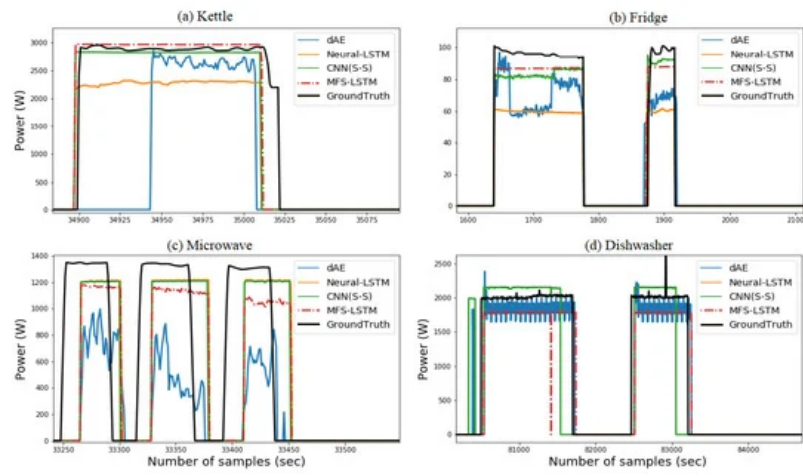 (a) Kettle
Power (W)
3000
2500
2000
1500
1000
500
0
34900 34925 34950 34975 35000 35025 35050 35075
dAE
Neural-LSTM
CNN(S-S)
MFS-LSTM
GroundTruth
(b) Fridge
100
80
60
40
20
0
1600 1700 1800 1900 2000 2100
dAE
Neural-LSTM
CNN(S-S)
MFS-LSTM
GroundTruth
(c) Microwave
Power (W)
1400
1200
1000
800
600
400
200
0
33250 33300 33350 33400 33450 33500
Number of samples (sec)
dAE
Neural-LSTM
CNN(S-S)
MFS-LSTM
GroundTruth
(d) Dishwasher
Power (W)
2500
2000
1500
1000
500
0
81000 82000 83000 84000
Number of samples (sec)
dAE
Neural-LSTM
CNN(S-S)
MFS-LSTM
GroundTruth